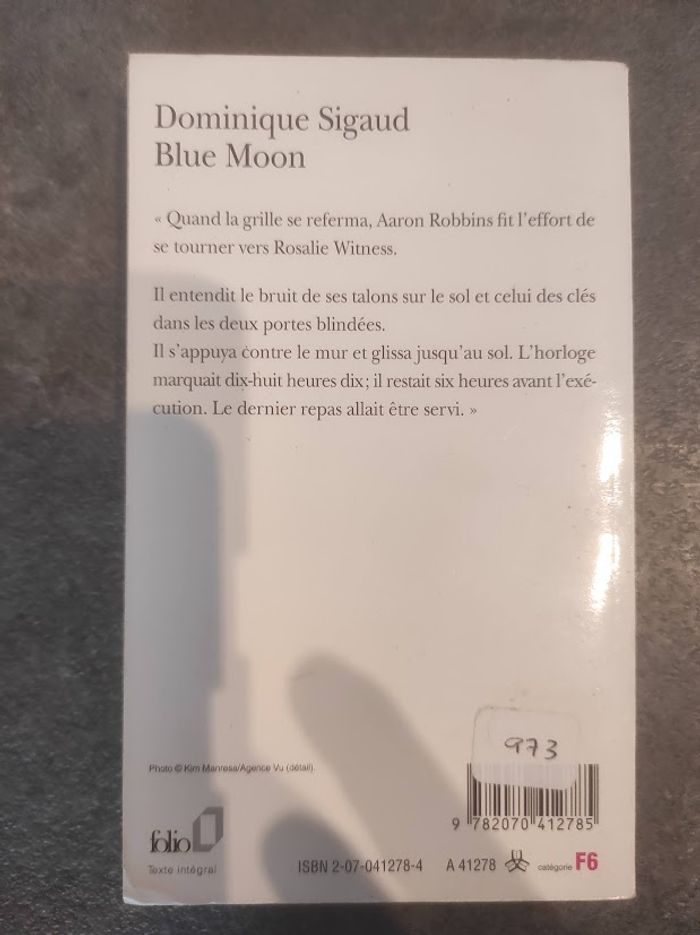 Dominique Sigaud
Blue Moon
« Quand la grille se referma, Aaron Robbins fit l'effort de
se tourner vers Rosalie Witness.
Il entendit le bruit de ses talons sur le sol et celui des clés
dans les deux portes blindées.
Il s'appuya contre le mur et glissa jusqu'au sol. L'horloge
marquait dix-huit heures dix ; il restait six heures avant l'exé-
cution. Le dernier repas allait être servi. »
973
Photo © Kim Manresa/Agence Vu (détail).
9 782070 412785
folio
Texte intégral
ISBN 2-07-041278-4 A 41278 catégorie F6